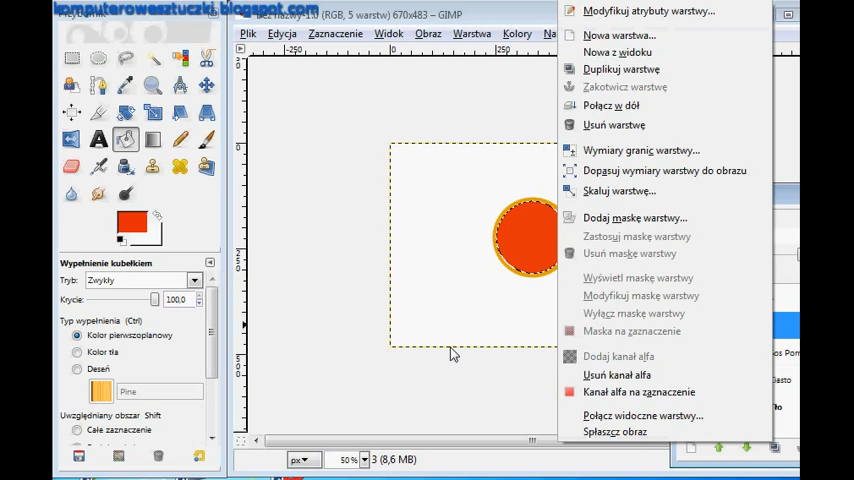 komputerowesztuczki.blogspot.com
Bez nazwy-1.0 (RGB, 5 warstw) 670x483 – GIMP
Plik Edycja Zaznaczenie Widok Obraz Warstwa Kolory
-250 0 250
Modyfikuj atrybuty warstwy...
Nowa warstwa...
Nowa z widoku
Duplikuj warstwę
Zakotwicz warstwę
Połącz w dół
Usuń warstwę
Wymiary granic warstwy...
Dopasuj wymiary warstwy do obrazu
Skaluj warstwę...
Dodaj maskę warstwy...
Zastosuj maskę warstwy
Usuń maskę warstwy
Wyświetl maskę warstwy
Modyfikuj maskę warstwy
Wyłącz maskę warstwy
Maska na zaznaczenie
Dodaj kanał alfa
Usuń kanał alfa
Kanał alfa na zaznaczenie
Połącz widoczne warstwy...
Spłaszcz obraz
Wypełnienie kubełkiem
Tryb: Zwykły
Krycie: 100,0
Typ wypełnienia (Ctrl)
Kolor pierwszoplanowy
Kolor tła
Deseń
Pine
Uwzględniany obszar Shift
Całe zaznaczenie
px 50 % 3 (8,6 MB)